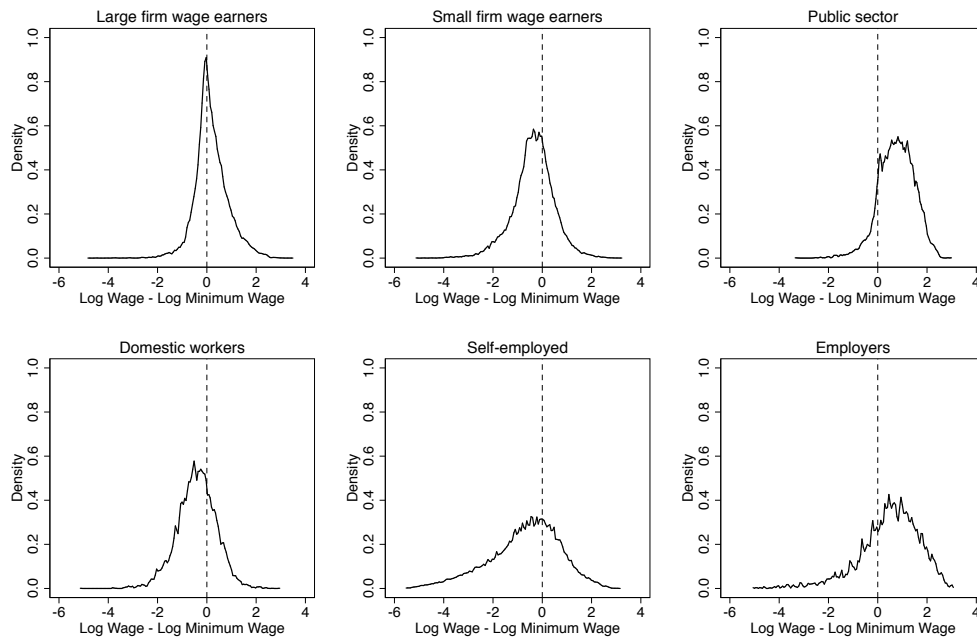 Large firm wage earners
Small firm wage earners
Public sector
Density
0.0 0.2 0.4 0.6 0.8 1.0
-6 -4 -2 0 2 4
Log Wage - Log Minimum Wage
Density
0.0 0.2 0.4 0.6 0.8 1.0
-6 -4 -2 0 2 4
Log Wage - Log Minimum Wage
Density
0.0 0.2 0.4 0.6 0.8 1.0
-6 -4 -2 0 2 4
Log Wage - Log Minimum Wage
Domestic workers
Self-employed
Employers
Density
0.0 0.2 0.4 0.6 0.8 1.0
-6 -4 -2 0 2 4
Log Wage - Log Minimum Wage
Density
0.0 0.2 0.4 0.6 0.8 1.0
-6 -4 -2 0 2 4
Log Wage - Log Minimum Wage
Density
0.0 0.2 0.4 0.6 0.8 1.0
-6 -4 -2 0 2 4
Log Wage - Log Minimum Wage